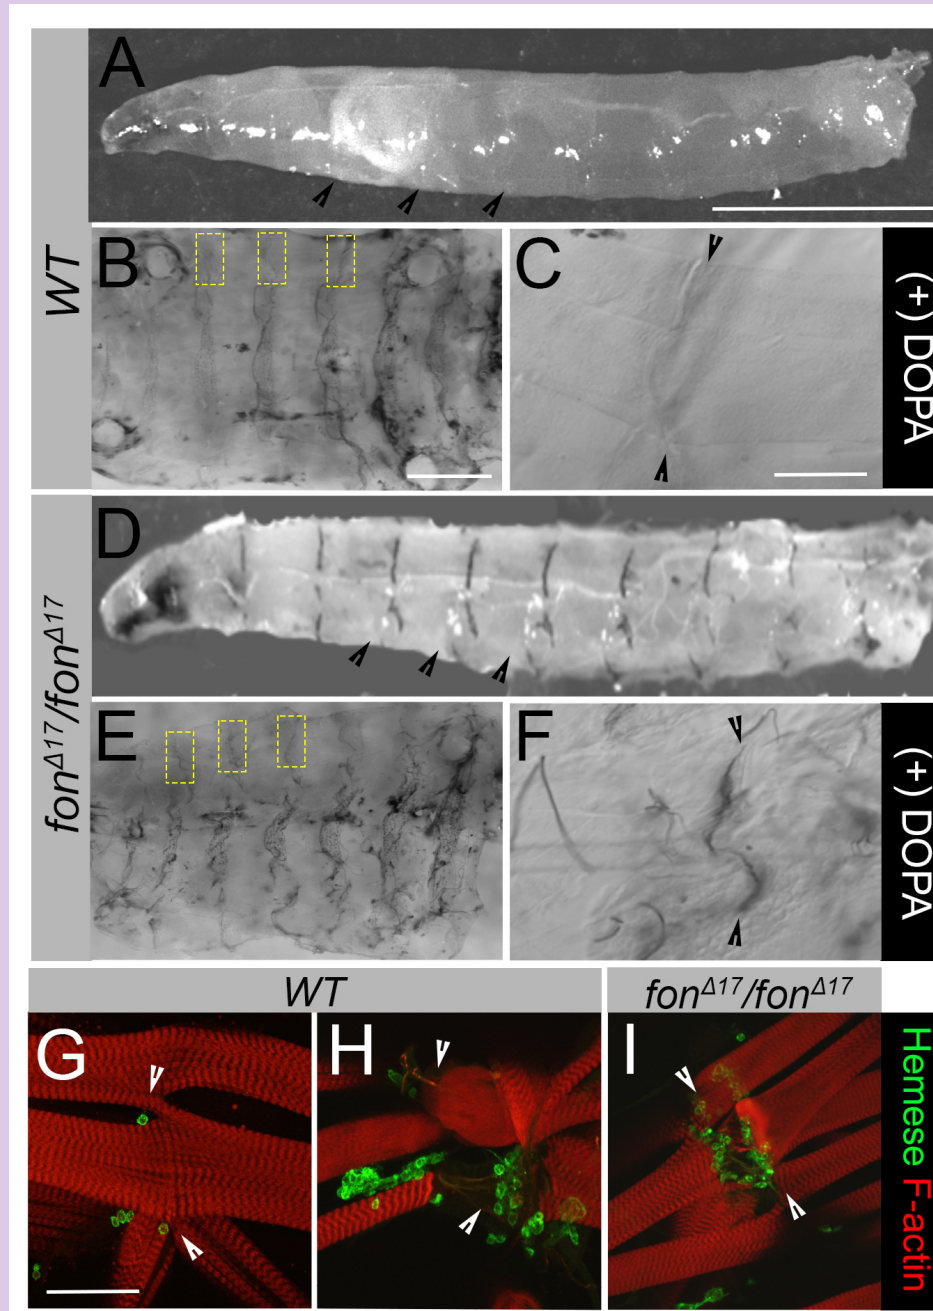 A
WT
B
C
(+) DOPA
D
fonΔ17/fonΔ17
E
F
(+) DOPA
WT
fonΔ17/fonΔ17
G
H
I
Hemese F-actin